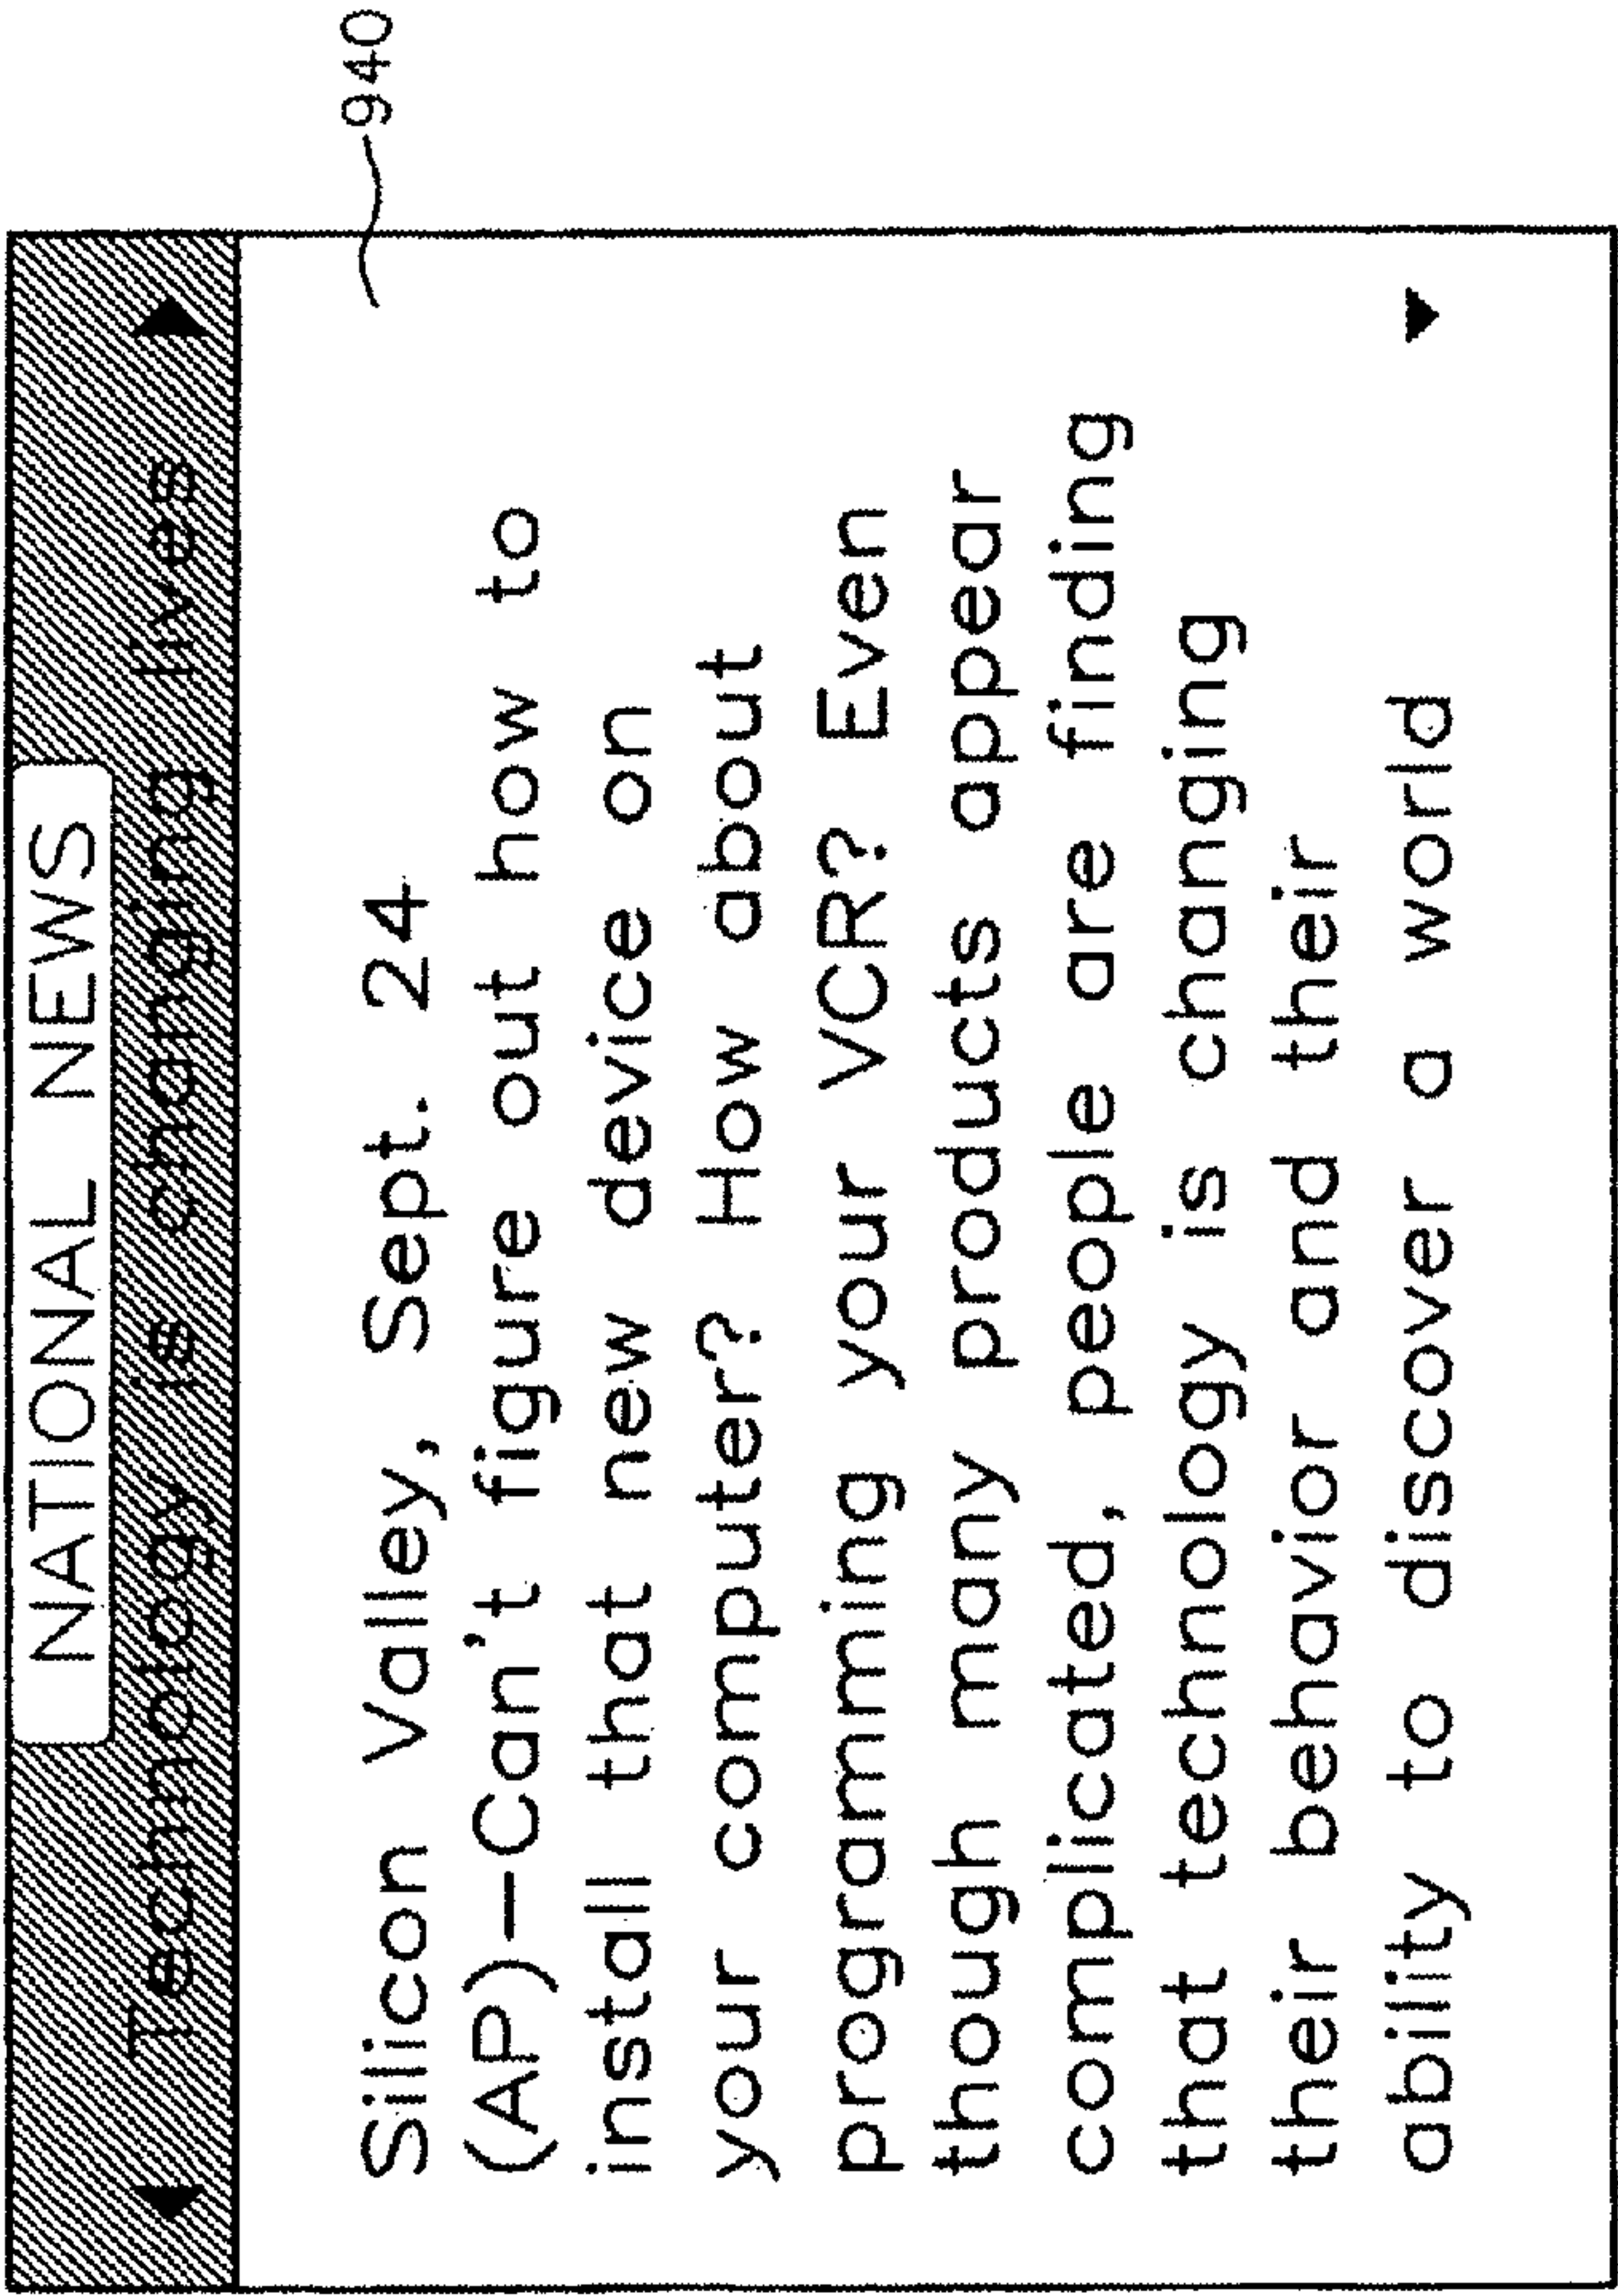 NATIONAL NEWS
Technology is changing lives
940
Silicon Valley, Sept. 24
(AP)—Can't figure out how to
install that new device on
your computer? How about
programming your VCR? Even
though many products appear
complicated, people are finding
that technology is changing
their behavior and their
ability to discover a world